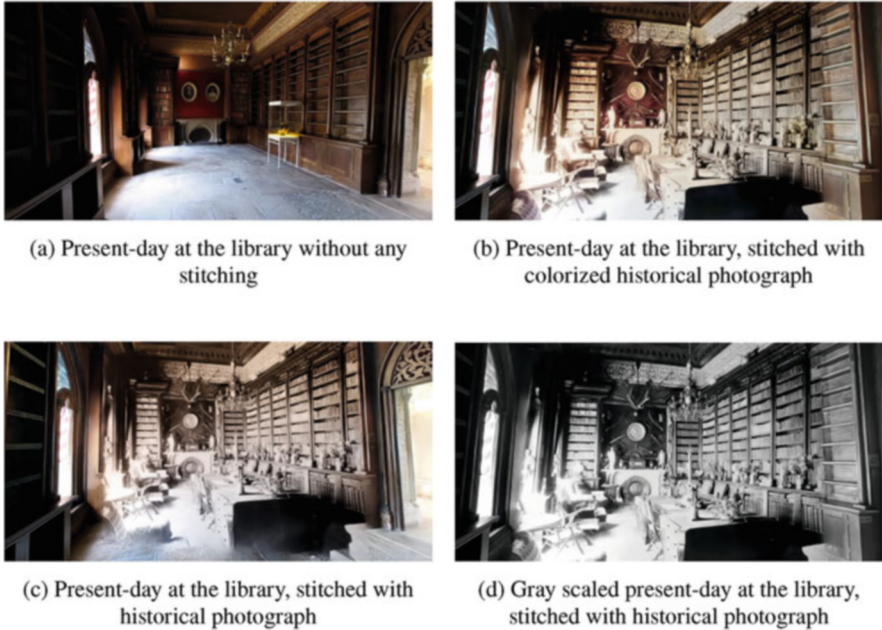 (a) Present-day at the library without any
stitching
(b) Present-day at the library, stitched with
colorized historical photograph
(c) Present-day at the library, stitched with
historical photograph
(d) Gray scaled present-day at the library,
stitched with historical photograph